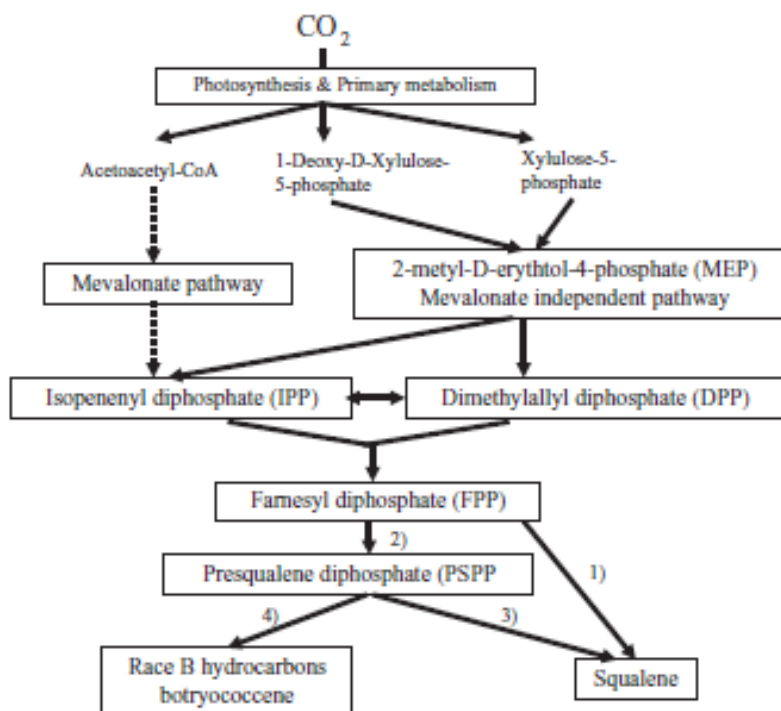 CO2
Photosynthesis & Primary metabolism
Acetoacetyl-CoA
1-Deoxy-D-Xylulose-
5-phosphate
Xylulose-5-
phosphate
Mevalonate pathway
2-metyl-D-erythtol-4-phosphate (MEP)
Mevalonate independent pathway
Isopenenyl diphosphate (IPP)
Dimethylallyl diphosphate (DPP)
Farnesyl diphosphate (FPP)
2)
1)
Presqualene diphosphate (PSPP
4)
3)
Race B hydrocarbons
botryococcene
Squalene